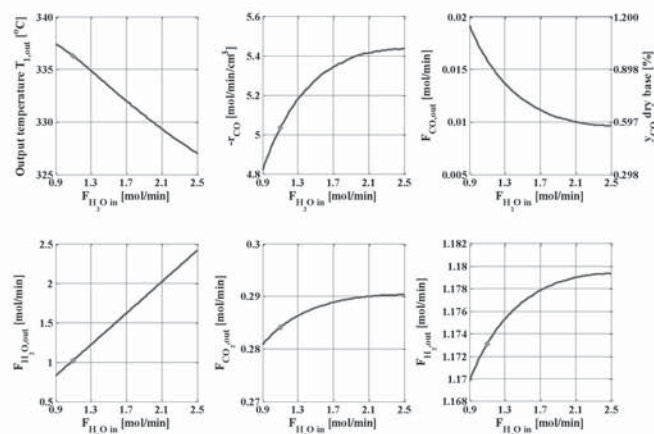 Output temperature T1,out [°C]
340
337
333
329
325
0.9 1.3 1.7 2.1 2.5
FH2O in [mol/min]
-rCO [mol/min/cm3]
5.6
5.4
5.2
5
4.8
0.9 1.3 1.7 2.1 2.5
FH2O in [mol/min]
FCO,out [mol/min]
0.02
0.015
0.01
0.005
0.9 1.3 1.7 2.1 2.5
FH2O in [mol/min]
1.200
0.898
0.597
0.298
yCO dry base [%]
FH2O,out [mol/min]
2.5
2
1.5
1
0.5
0.9 1.3 1.7 2.1 2.5
FH2O in [mol/min]
FCO2,out [mol/min]
0.3
0.29
0.28
0.27
0.9 1.3 1.7 2.1 2.5
FH2O in [mol/min]
FH2,out [mol/min]
1.182
1.18
1.178
1.176
1.174
1.172
1.17
1.168
0.9 1.3 1.7 2.1 2.5
FH2O in [mol/min]